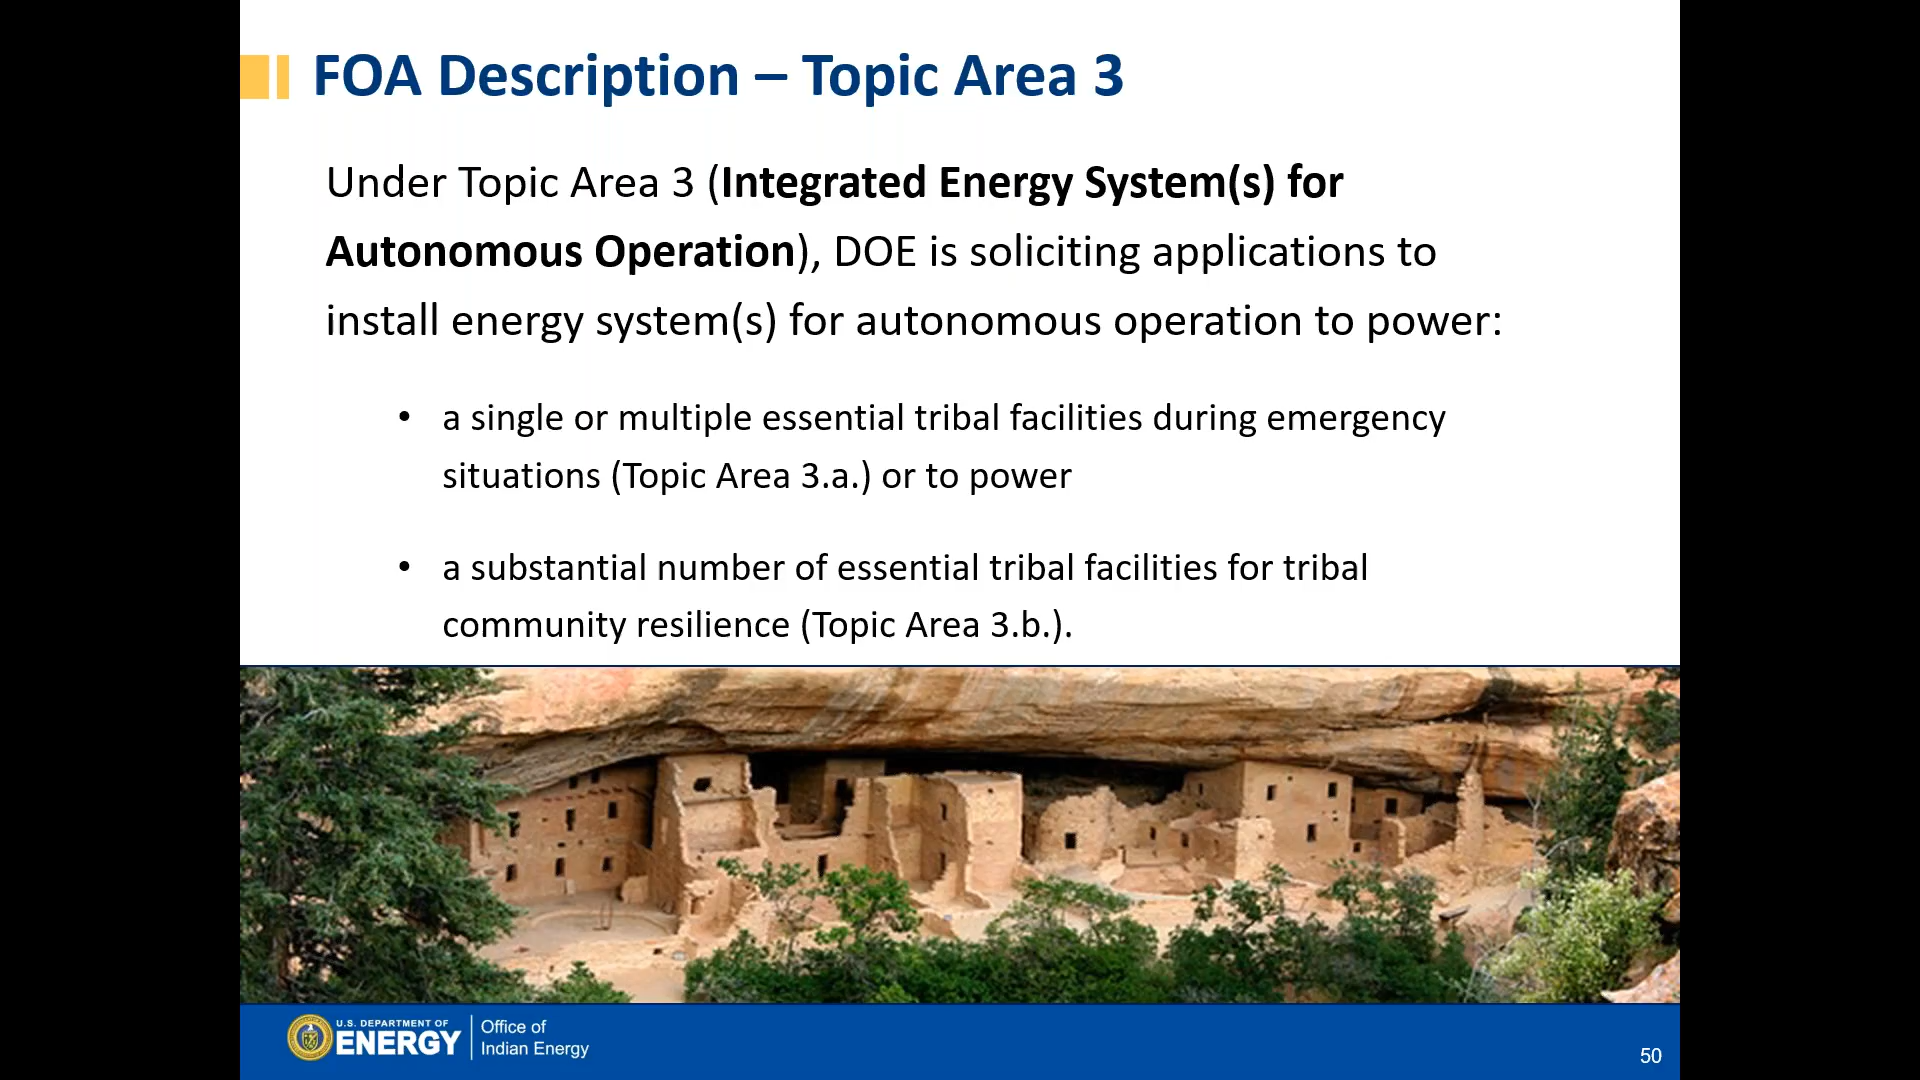 FOA Description – Topic Area 3
Under Topic Area 3 (Integrated Energy System(s) for
Autonomous Operation), DOE is soliciting applications to
install energy system(s) for autonomous operation to power:
• a single or multiple essential tribal facilities during emergency
situations (Topic Area 3.a.) or to power
• a substantial number of essential tribal facilities for tribal
community resilience (Topic Area 3.b.).
U.S. DEPARTMENT OF
ENERGY
Office of
Indian Energy
50